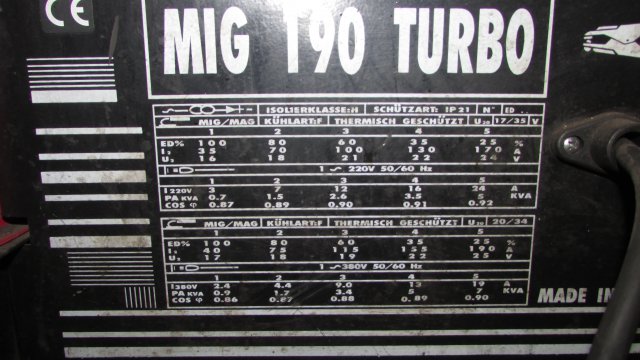 CE
MIG 190 TURBO
ISOLIERKLASSE:H SCHÜTZART: IP 21 N° ED
MIG/MAG KÜHLART:F THERMISCH GESCHÜTZT U20 17/35 V
1 2 3 4 5
ED% 100 80 60 35 25 %
I2 35 70 100 130 170 A
U2 16 18 21 22 24 V
1 ~ 220V 50/60 Hz
1 2 3 4 5
I 220V 3 7 12 16 24 A
PA KVA 0.7 1.5 2.6 3.5 5 KVA
COS φ 0.87 0.89 0.90 0.91 0.92
MIG/MAG KÜHLART:F THERMISCH GESCHÜTZT U20 20/34
1 2 3 4 5
ED% 100 80 60 35 25 %
I2 40 75 115 155 190 A
U2 17 18 19 22 25 V
1 ~ 380V 50/60 Hz
1 2 3 4 5
I 380V 2.4 4.4 9.0 13 19 A
PA KVA 0.9 1.7 3.4 5 7 KVA
COS φ 0.86 0.87 0.88 0.89 0.90
MADE IN